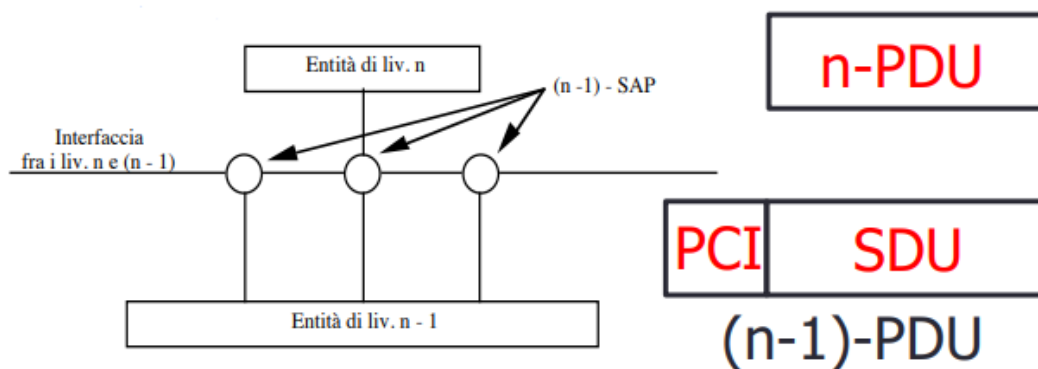 Entità di liv. n
(n -1) - SAP
Interfaccia
fra i liv. n e (n - 1)
Entità di liv. n - 1
n-PDU
PCI SDU
(n-1)-PDU